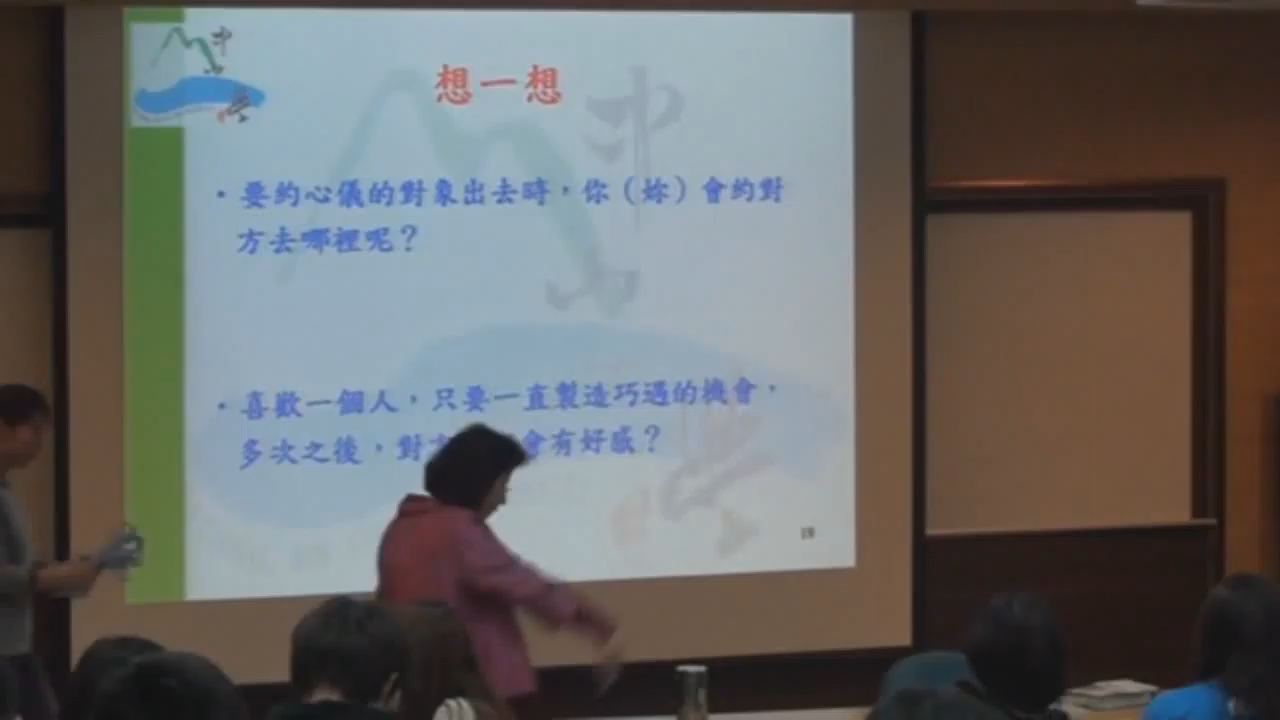 想一想
・要約心儀的對象出去時，你（妳）會約對
方去哪裡呢？
・喜歡一個人，只要一直製造巧遇的機會，
多次之後，對方 會有好感？